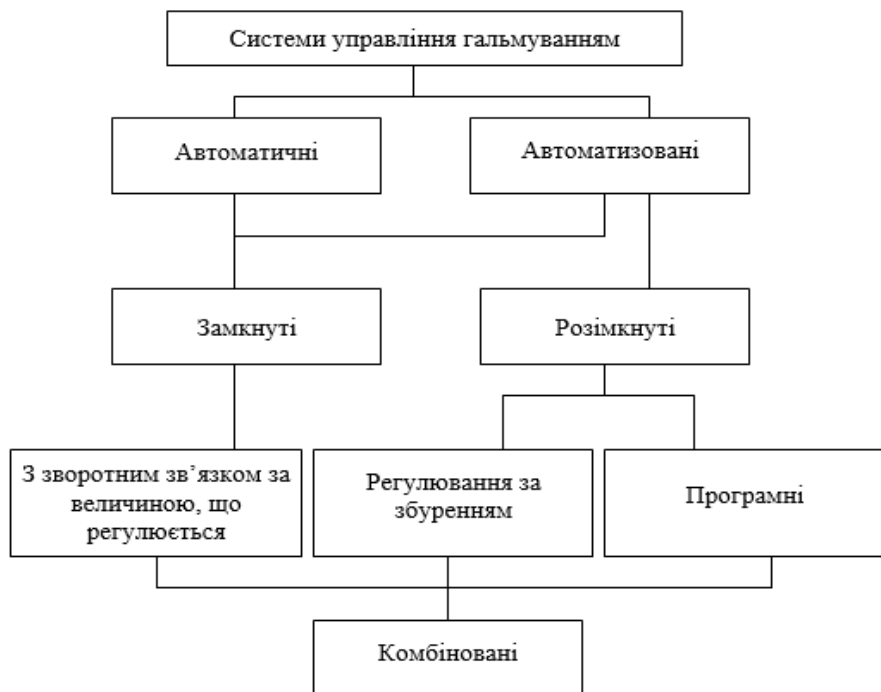 Системи управління гальмуванням
Автоматичні
Автоматизовані
Замкнуті
Розімкнуті
З зворотним зв’язком за
величиною, що
регулюється
Регулювання за
збуренням
Програмні
Комбіновані